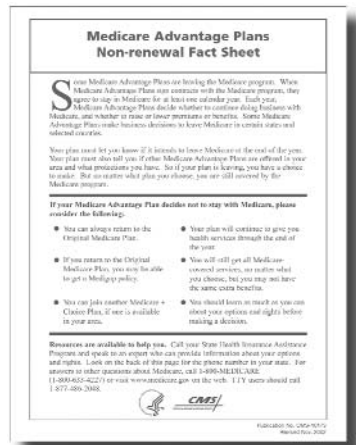 Medicare Advantage Plans
Non-renewal Fact Sheet
Some Medicare Advantage Plans are leaving the Medicare program. When
Medicare Advantage Plans sign contracts with the Medicare program, they
agree to stay in Medicare for at least one calendar year. Each year,
Medicare Advantage Plans decide whether to continue doing business with
Medicare, and whether to raise or lower premiums or benefits. Some Medicare
Advantage Plans make business decisions to leave Medicare in certain states and
selected counties.
Your plan must let you know if it intends to leave Medicare at the end of the year.
Your plan must also tell you if other Medicare Advantage Plans are offered in your
area and what protections you have. So if your plan is leaving, you have a choice
to make. But no matter what plan you choose, you are still covered by the
Medicare program.
If your Medicare Advantage Plan decides not to stay with Medicare, please
consider the following:
● You can always return to the
Original Medicare Plan.
● If you return to the Original
Medicare Plan, you may be able
to get a Medigap policy.
● You can join another Medicare +
Choice Plan, if one is available
in your area.
● Your plan will continue to give you
health services through the end of
the year.
● You will still get all Medicare-
covered services, no matter what
you choose, but you may not have
the same extra benefits.
● You should learn as much as you can
about your options and rights before
making a decision.
Resources are available to help you. Call your State Health Insurance Assistance
Program and speak to an expert who can provide information about your options
and rights. Look on the back of this page for the phone number in your state. For
answers to other questions about Medicare, call 1-800-MEDICARE
(1-800-633-4227) or visit www.medicare.gov on the web. TTY users should call
1-877-486-2048.
CMS
Publication No. CMS-10173
Revised Nov.